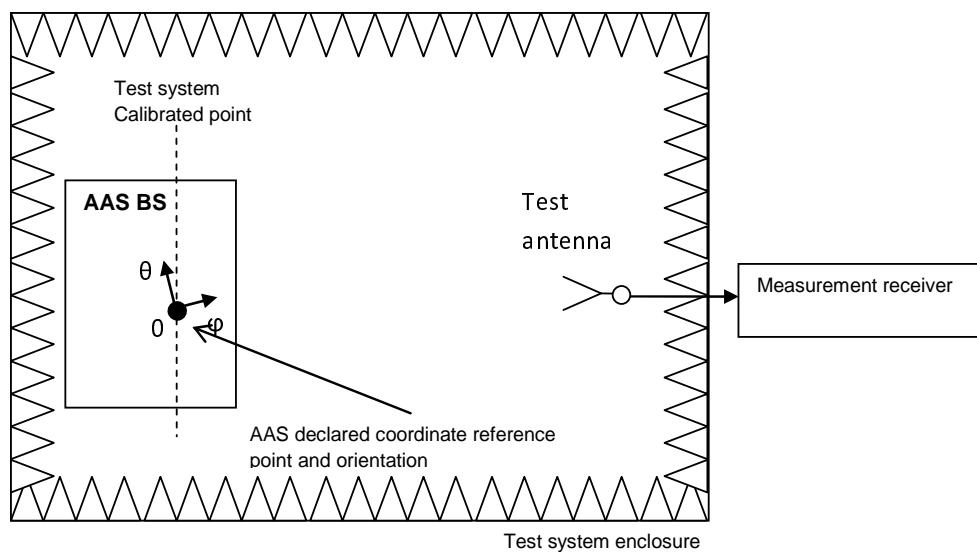 Test system
Calibrated point
AAS BS
Test
antenna
θ
0
φ
Measurement receiver
AAS declared coordinate reference
point and orientation
Test system enclosure